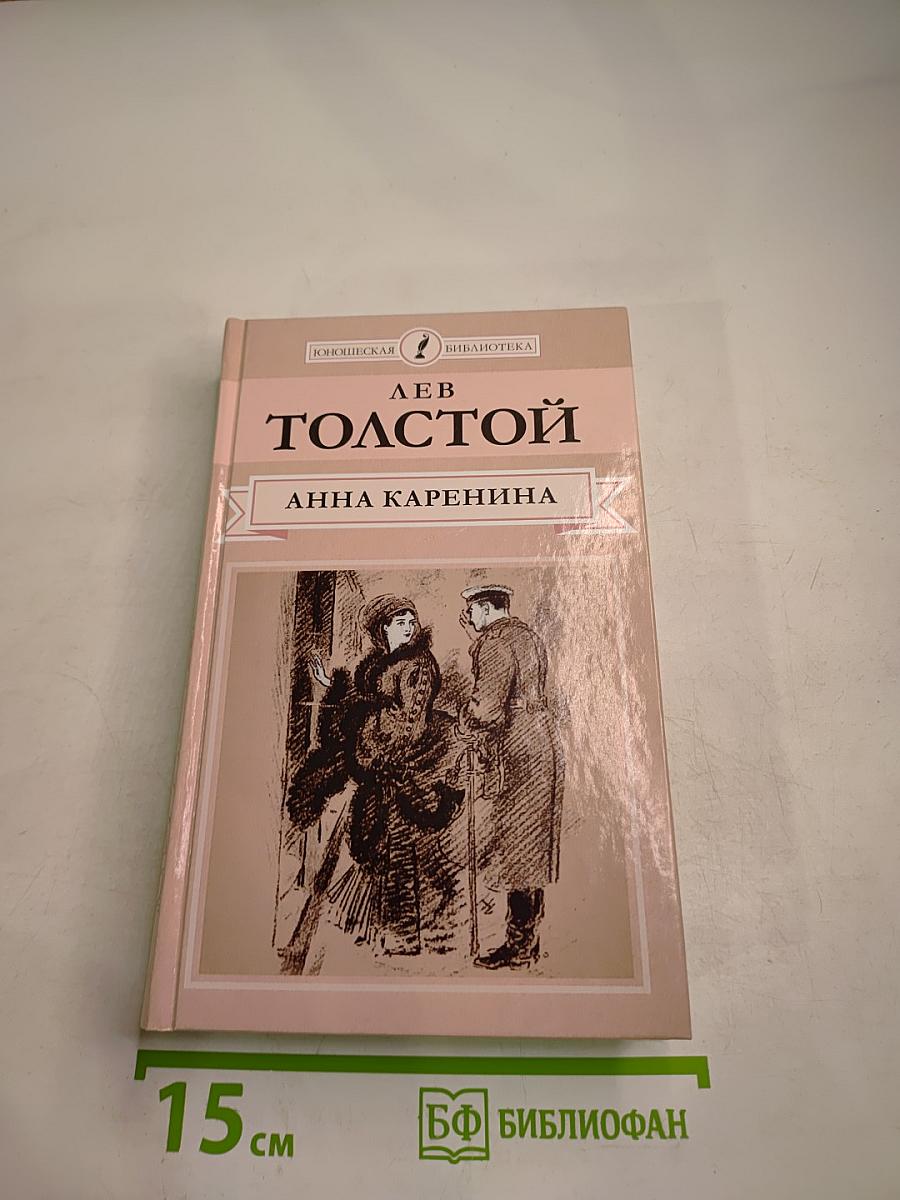 ЮНОШЕСКАЯ БИБЛИОТЕКА
ЛЕВ
ТОЛСТОЙ
АННА КАРЕНИНА
15 см
БФ БИБЛИОФАН